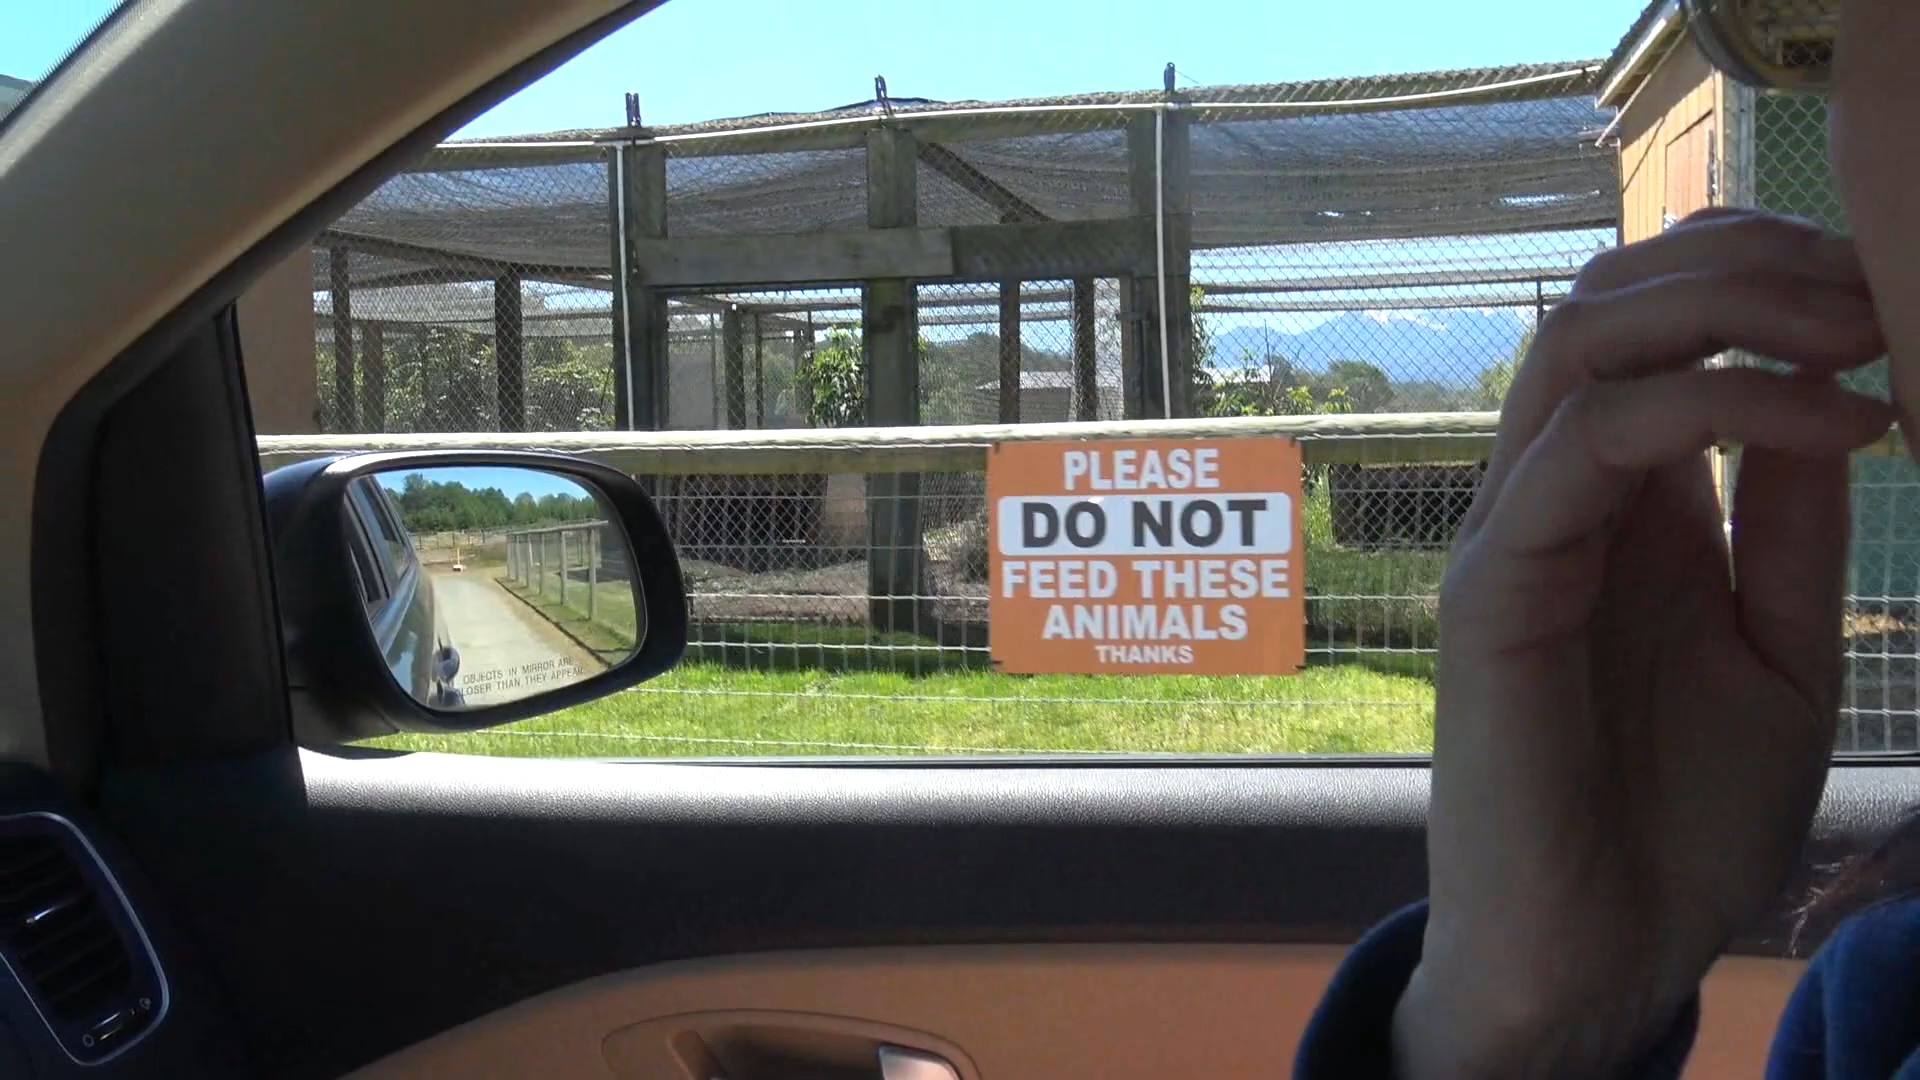 PLEASE
DO NOT
FEED THESE
ANIMALS
THANKS
OBJECTS IN MIRROR ARE
CLOSER THAN THEY APPEAR